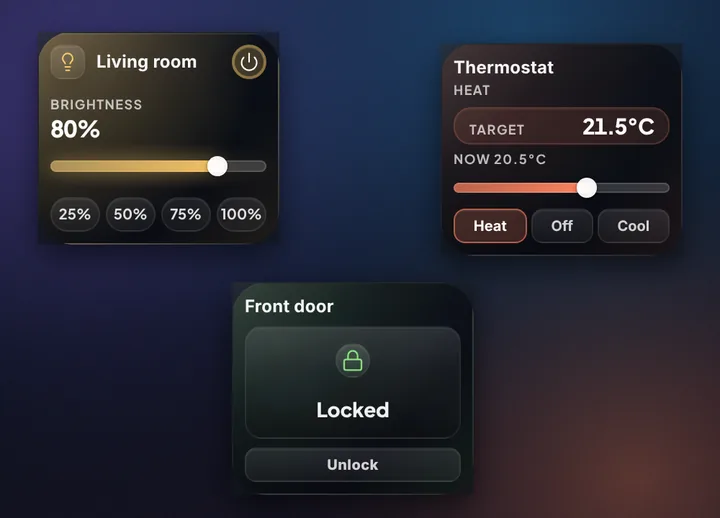 Living room
BRIGHTNESS
80%
25% 50% 75% 100%
Thermostat
HEAT
TARGET 21.5°C
NOW 20.5°C
Heat Off Cool
Front door
Locked
Unlock